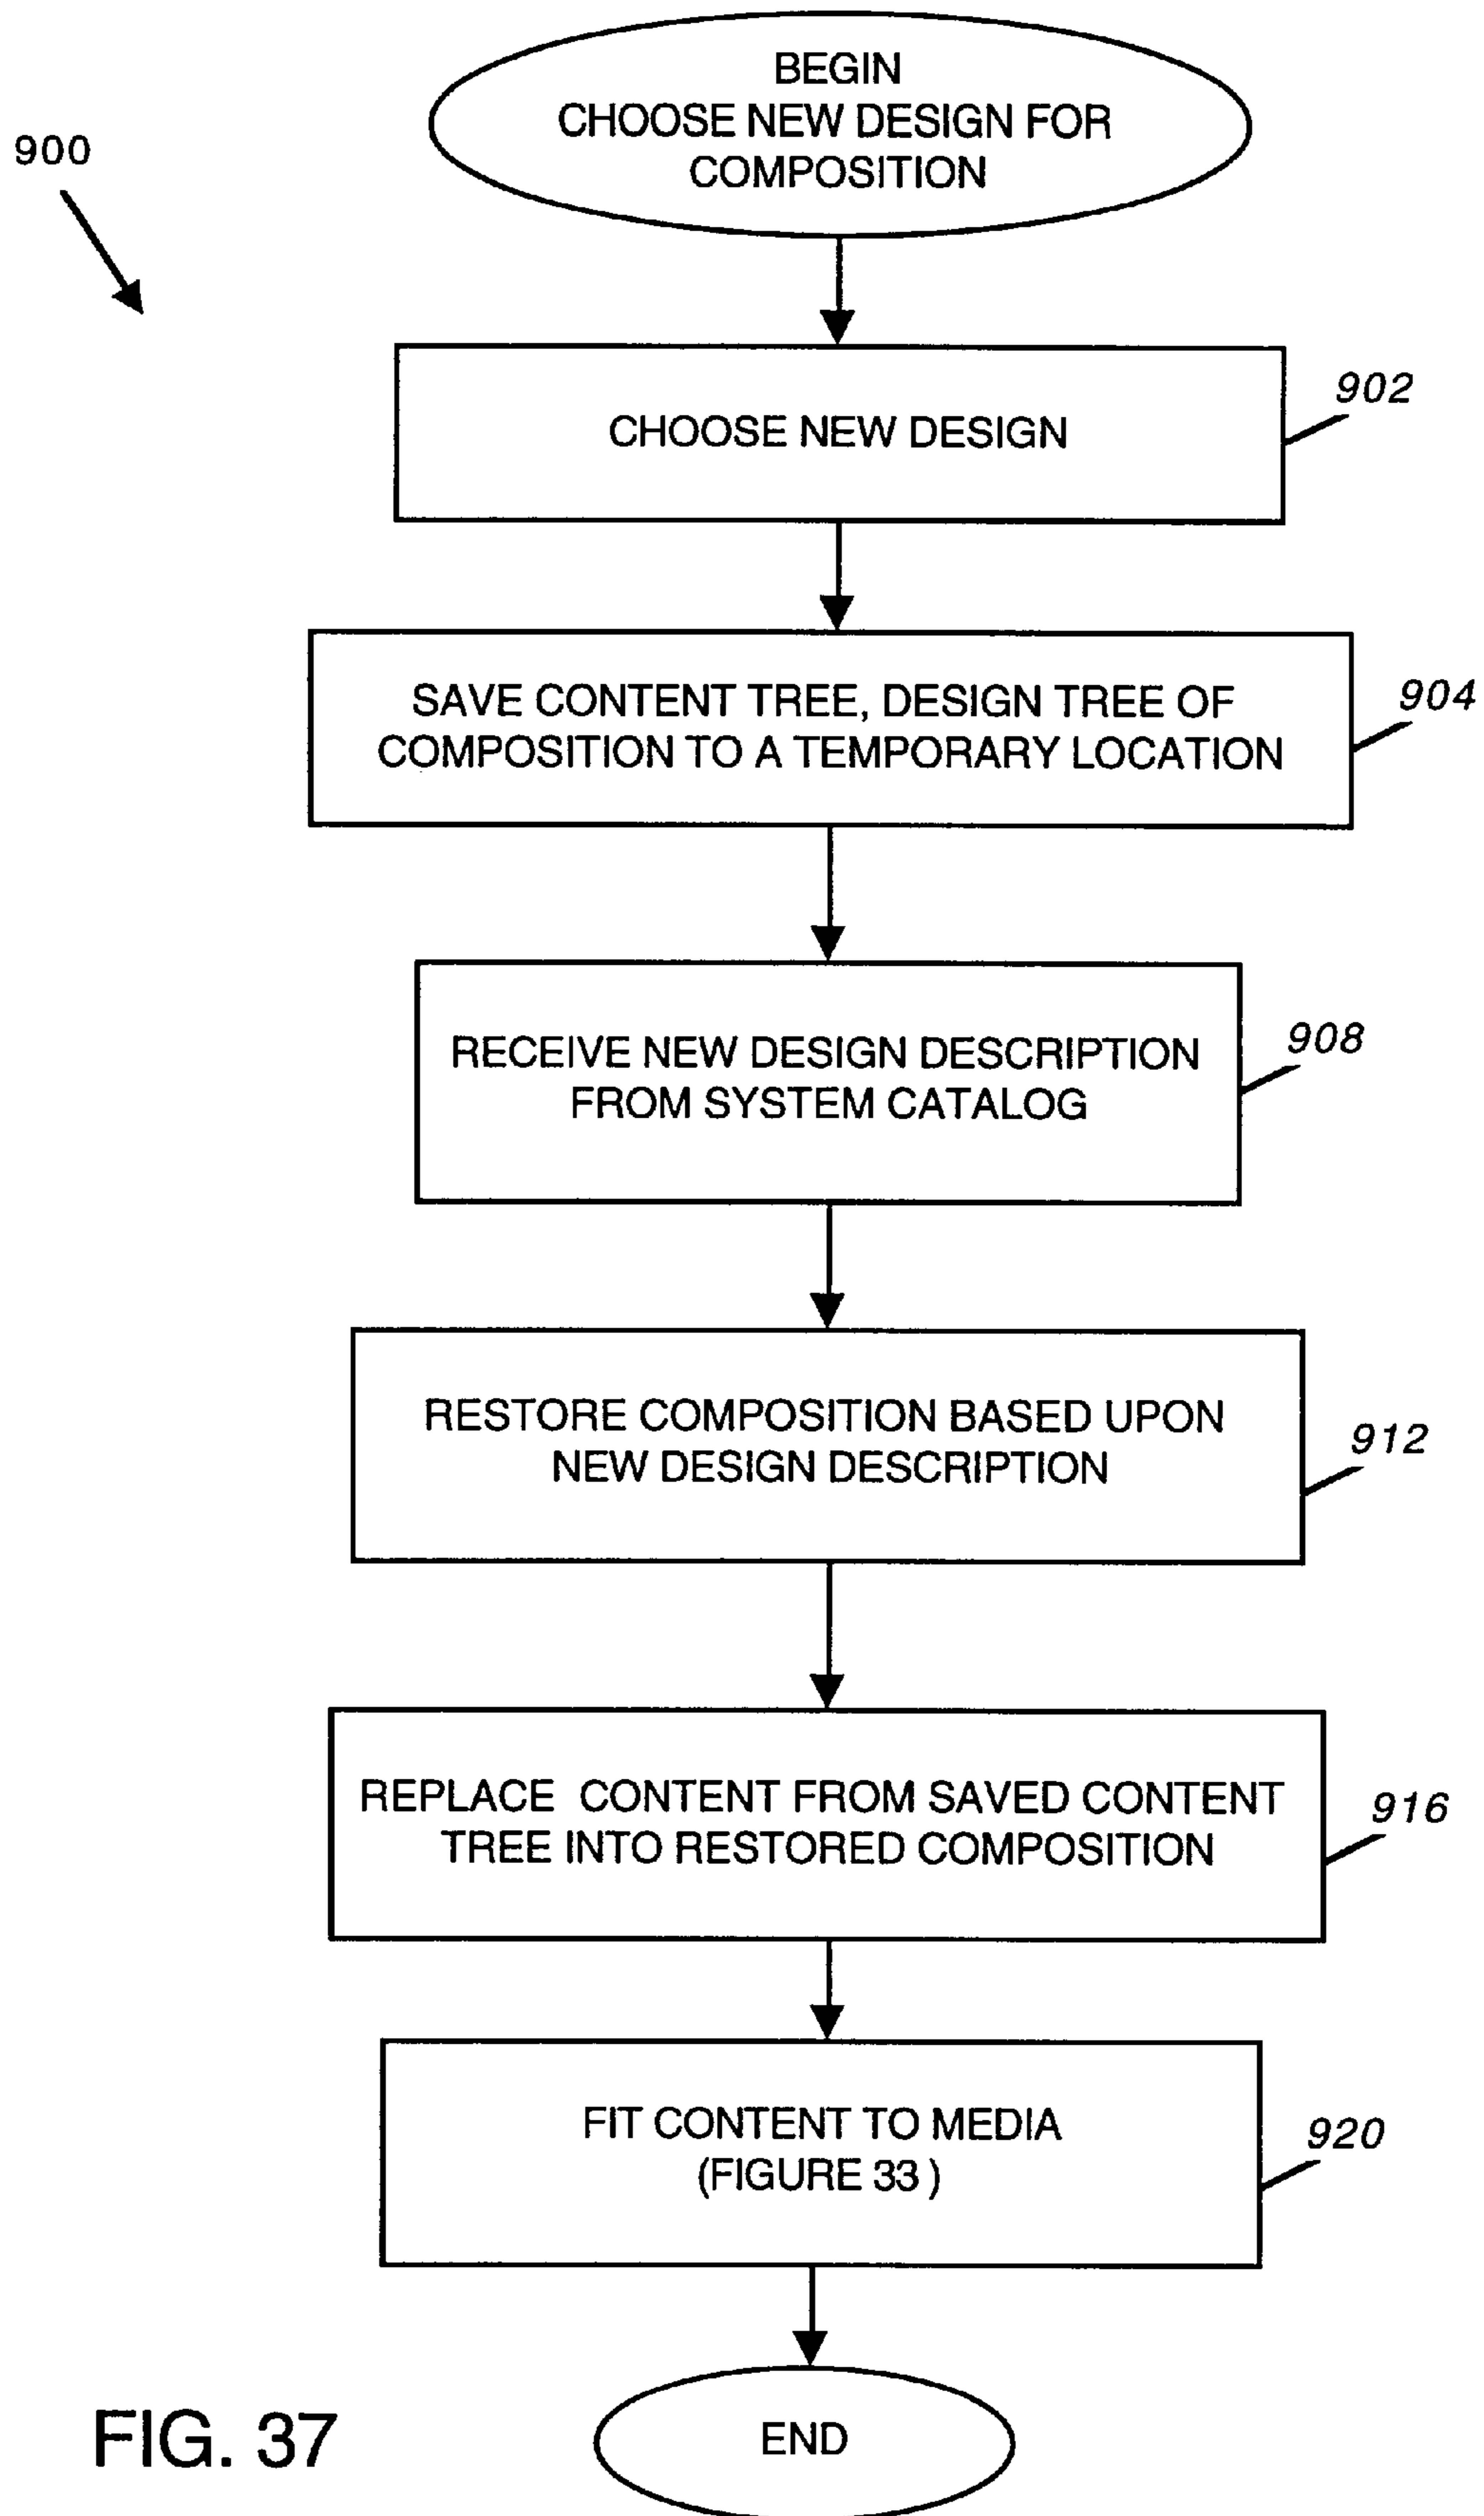 BEGIN
CHOOSE NEW DESIGN FOR
COMPOSITION
900
CHOOSE NEW DESIGN
902
SAVE CONTENT TREE, DESIGN TREE OF
COMPOSITION TO A TEMPORARY LOCATION
904
RECEIVE NEW DESIGN DESCRIPTION
FROM SYSTEM CATALOG
908
RESTORE COMPOSITION BASED UPON
NEW DESIGN DESCRIPTION
912
REPLACE CONTENT FROM SAVED CONTENT
TREE INTO RESTORED COMPOSITION
916
FIT CONTENT TO MEDIA
(FIGURE 33 )
920
END
FIG. 37